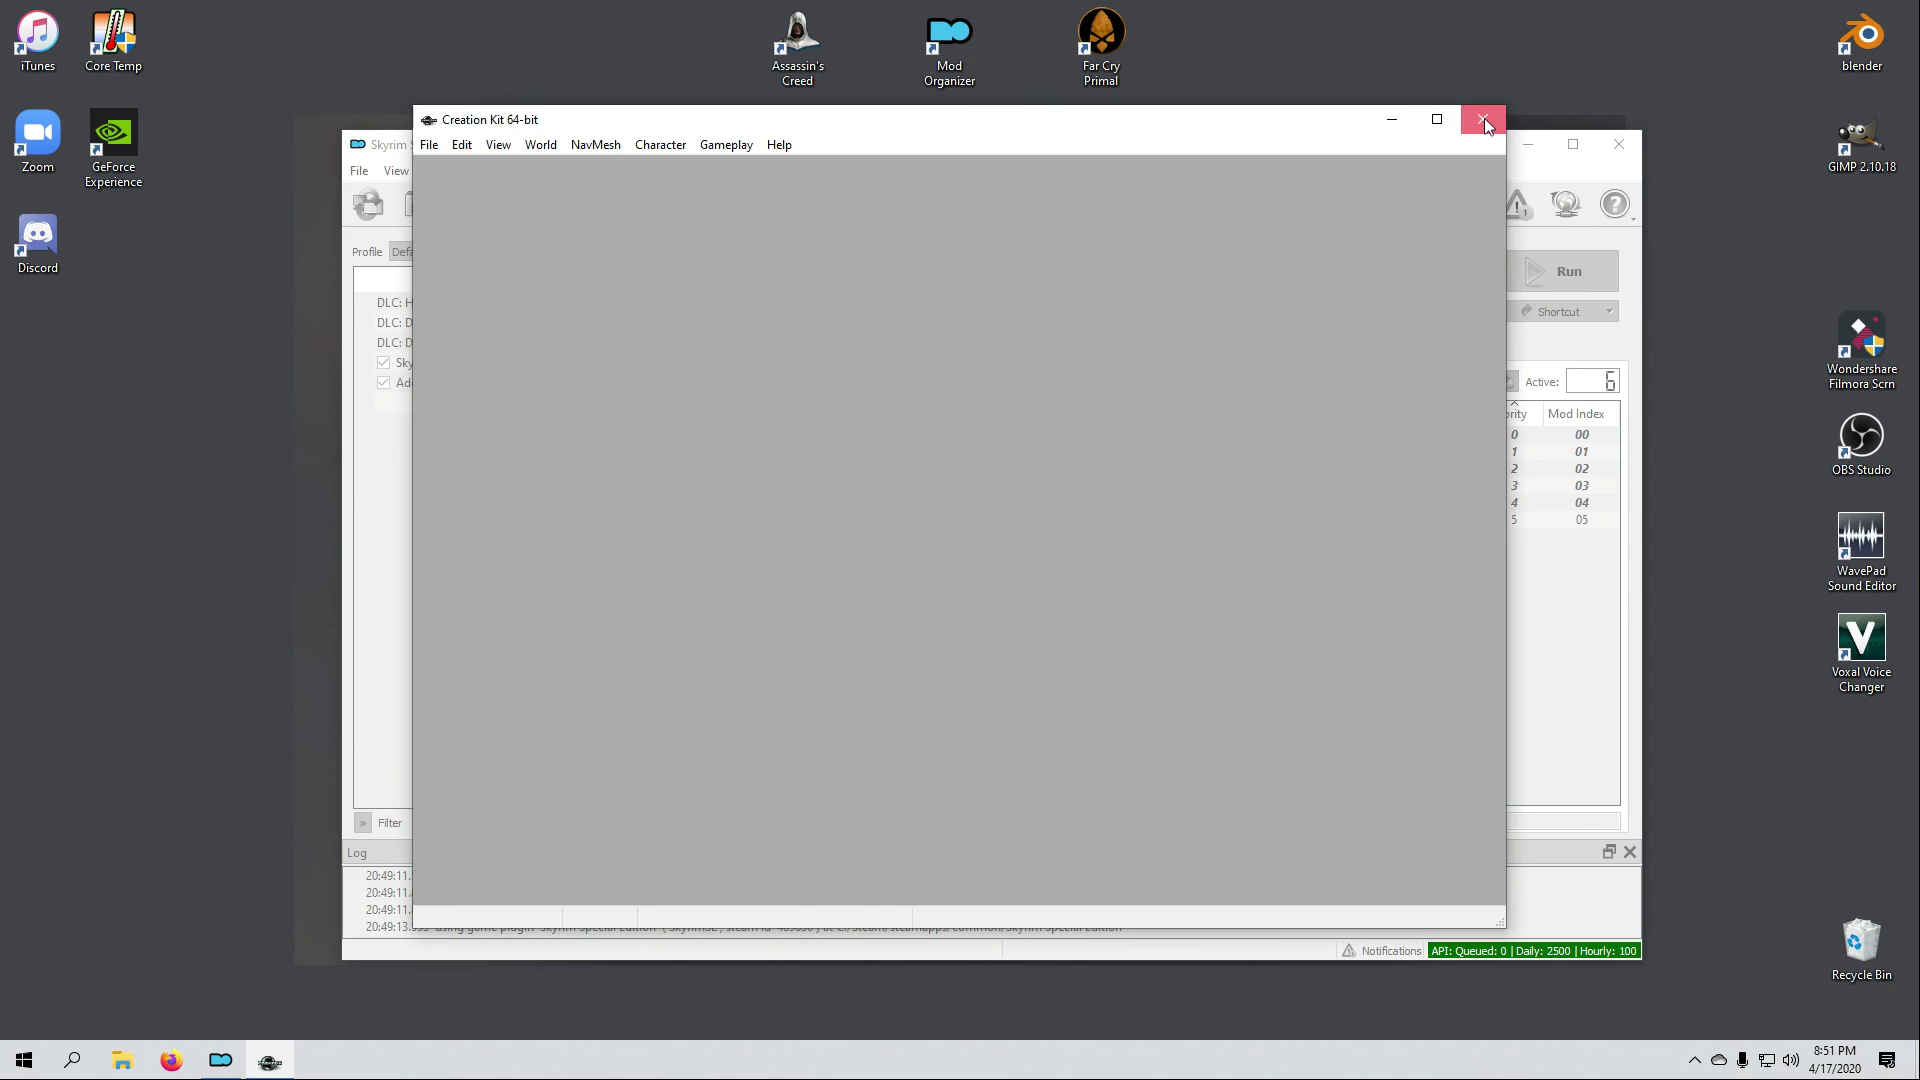 iTunes
Core Temp
Assassin's
Creed
Mod
Organizer
Far Cry
Primal
blender
Zoom
GeForce
Experience
Discord
GIMP 2.10.18
Wondershare
Filmora Scrn
OBS Studio
WavePad
Sound Editor
Voxal Voice
Changer
Recycle Bin
Creation Kit 64-bit
File Edit View World NavMesh Character Gameplay Help
Skyrim
File View
Profile
DLC:
DLC:
DLC:
Run
Shortcut
Active: 6
Mod Index
0 00
1 01
2 02
3 03
4 04
5 05
Filter
Log
20:49:11
20:49:11
20:49:11
Notifications API: Queued: 0 | Daily: 2500 | Hourly: 100
8:51 PM
4/17/2020